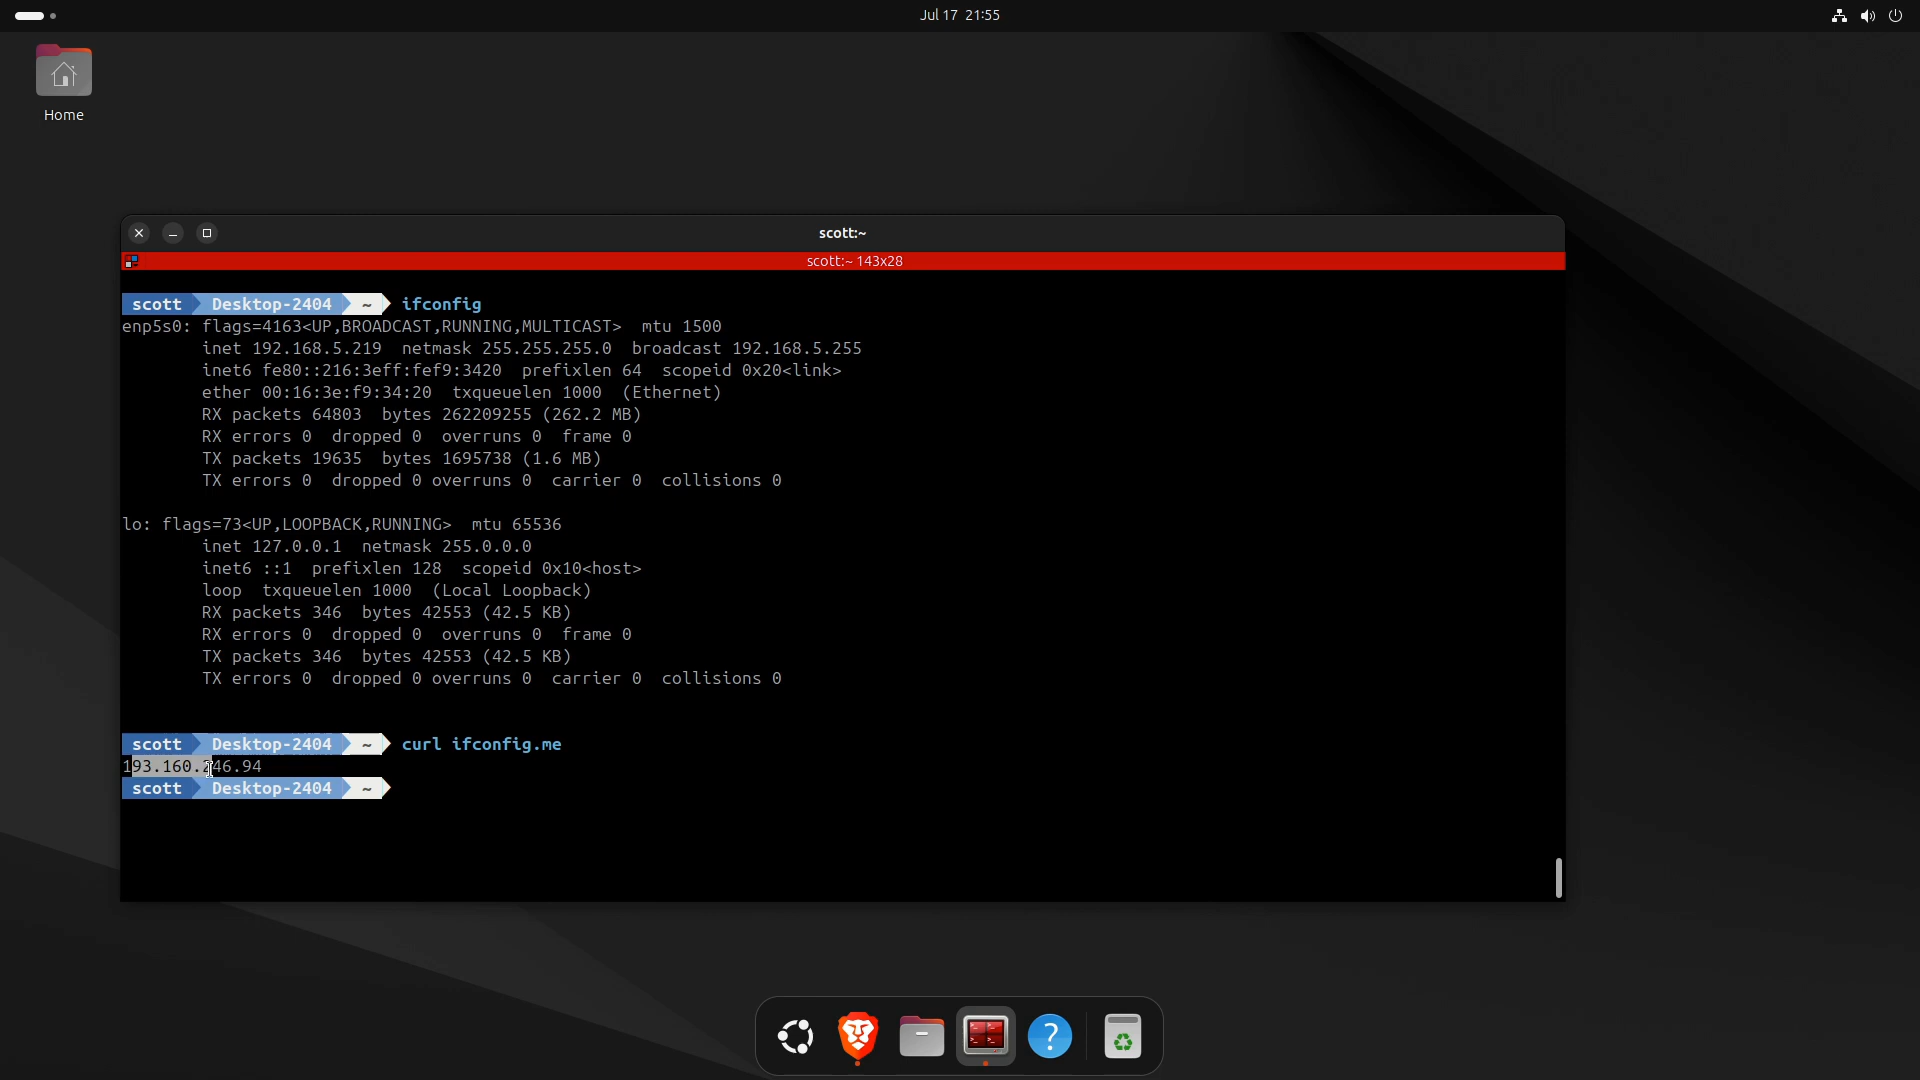 Jul 17 21:55
Home
scott:~
scott:~ 143x28
scott Desktop-2404 ~ ifconfig
enp5s0: flags=4163<UP,BROADCAST,RUNNING,MULTICAST> mtu 1500
inet 192.168.5.219 netmask 255.255.255.0 broadcast 192.168.5.255
inet6 fe80::216:3eff:fef9:3420 prefixlen 64 scopeid 0x20<link>
ether 00:16:3e:f9:34:20 txqueuelen 1000 (Ethernet)
RX packets 64803 bytes 262209255 (262.2 MB)
RX errors 0 dropped 0 overruns 0 frame 0
TX packets 19635 bytes 1695738 (1.6 MB)
TX errors 0 dropped 0 overruns 0 carrier 0 collisions 0
lo: flags=73<UP,LOOPBACK,RUNNING> mtu 65536
inet 127.0.0.1 netmask 255.0.0.0
inet6 ::1 prefixlen 128 scopeid 0x10<host>
loop txqueuelen 1000 (Local Loopback)
RX packets 346 bytes 42553 (42.5 KB)
RX errors 0 dropped 0 overruns 0 frame 0
TX packets 346 bytes 42553 (42.5 KB)
TX errors 0 dropped 0 overruns 0 carrier 0 collisions 0
scott Desktop-2404 ~ curl ifconfig.me
193.160.246.94
scott Desktop-2404 ~